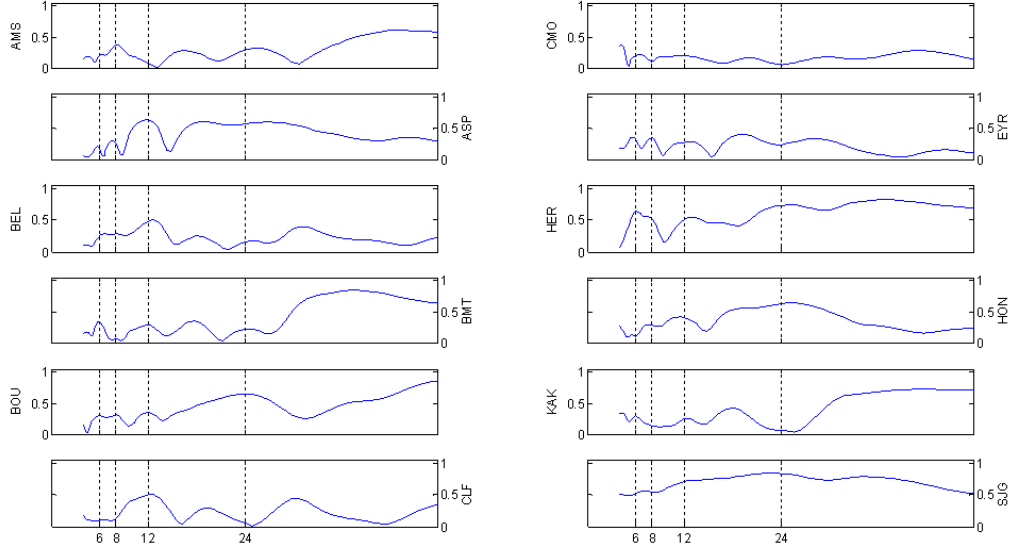 AMS 1 0.5 0
CMO 1 0.5 0
ASP 1 0.5 0
EYR 1 0.5 0
BEL 1 0.5 0
HER 1 0.5 0
BMT 1 0.5 0
HON 1 0.5 0
BOU 1 0.5 0
KAK 1 0.5 0
CLF 1 0.5 0
SJG 1 0.5 0
6 8 12 24
6 8 12 24